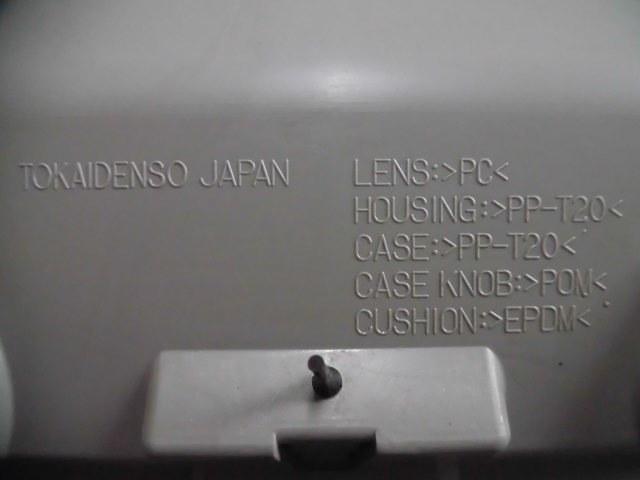 TOKAIDENSO JAPAN
LENS:>PC<
HOUSING:>PP-T20<
CASE:>PP-T20<
CASE KNOB:>POM<
CUSHION:>EPDM<